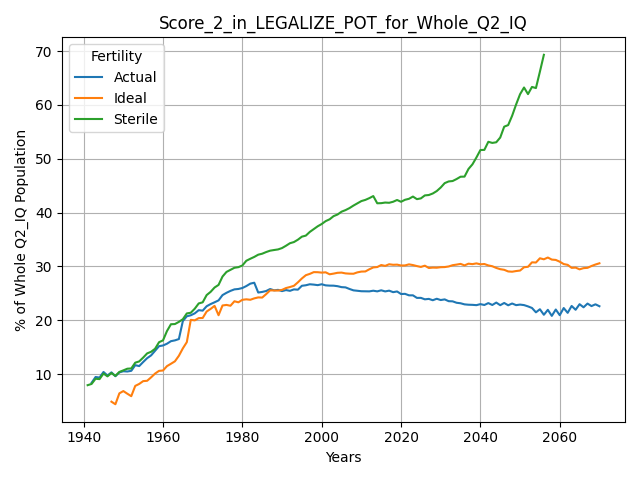 Score_2_in_LEGALIZE_POT_for_Whole_Q2_IQ
Fertility
Actual
Ideal
Sterile
% of Whole Q2_IQ Population
70
60
50
40
30
20
10
1940 1960 1980 2000 2020 2040 2060
Years